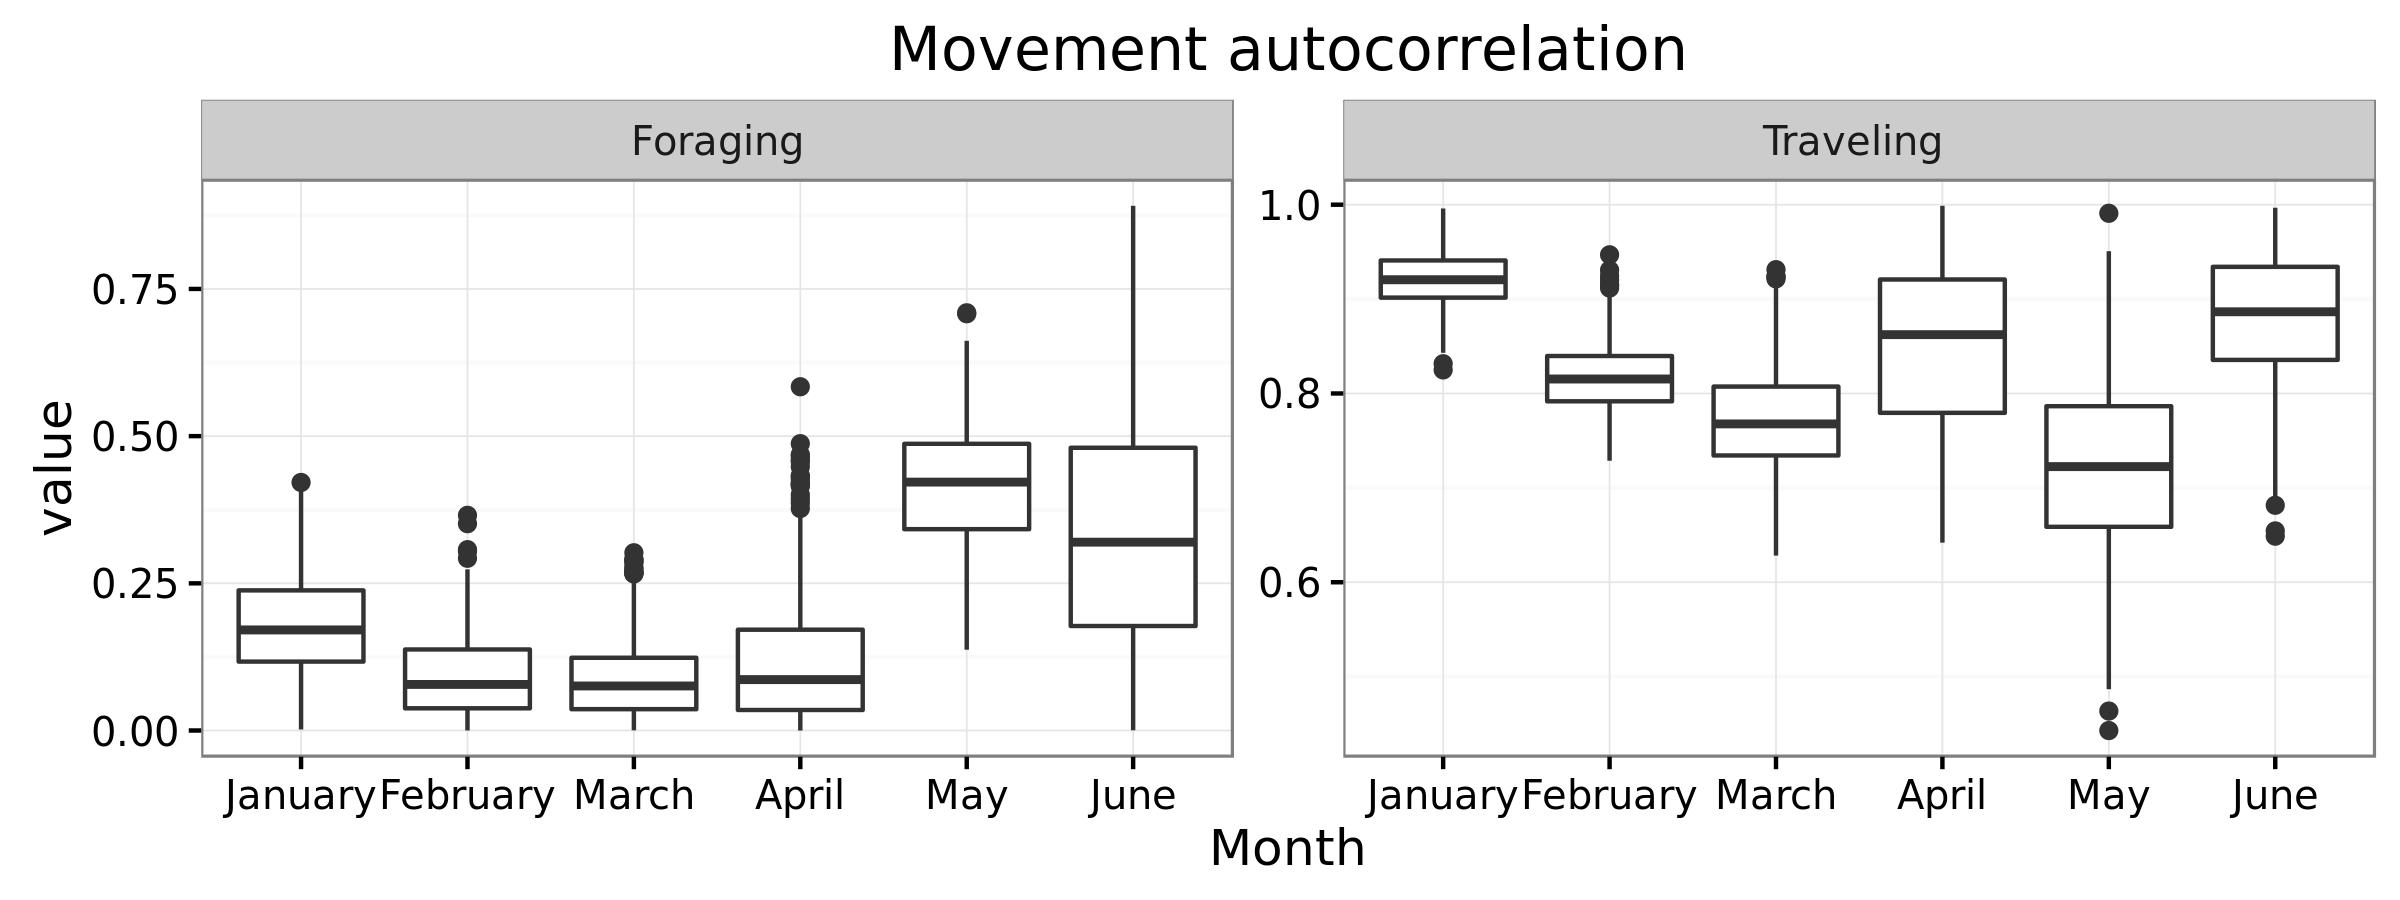 Movement autocorrelation
Foraging
Traveling
value
0.75
0.50
0.25
0.00
1.0
0.8
0.6
January February March April May June
January February March April May June
Month